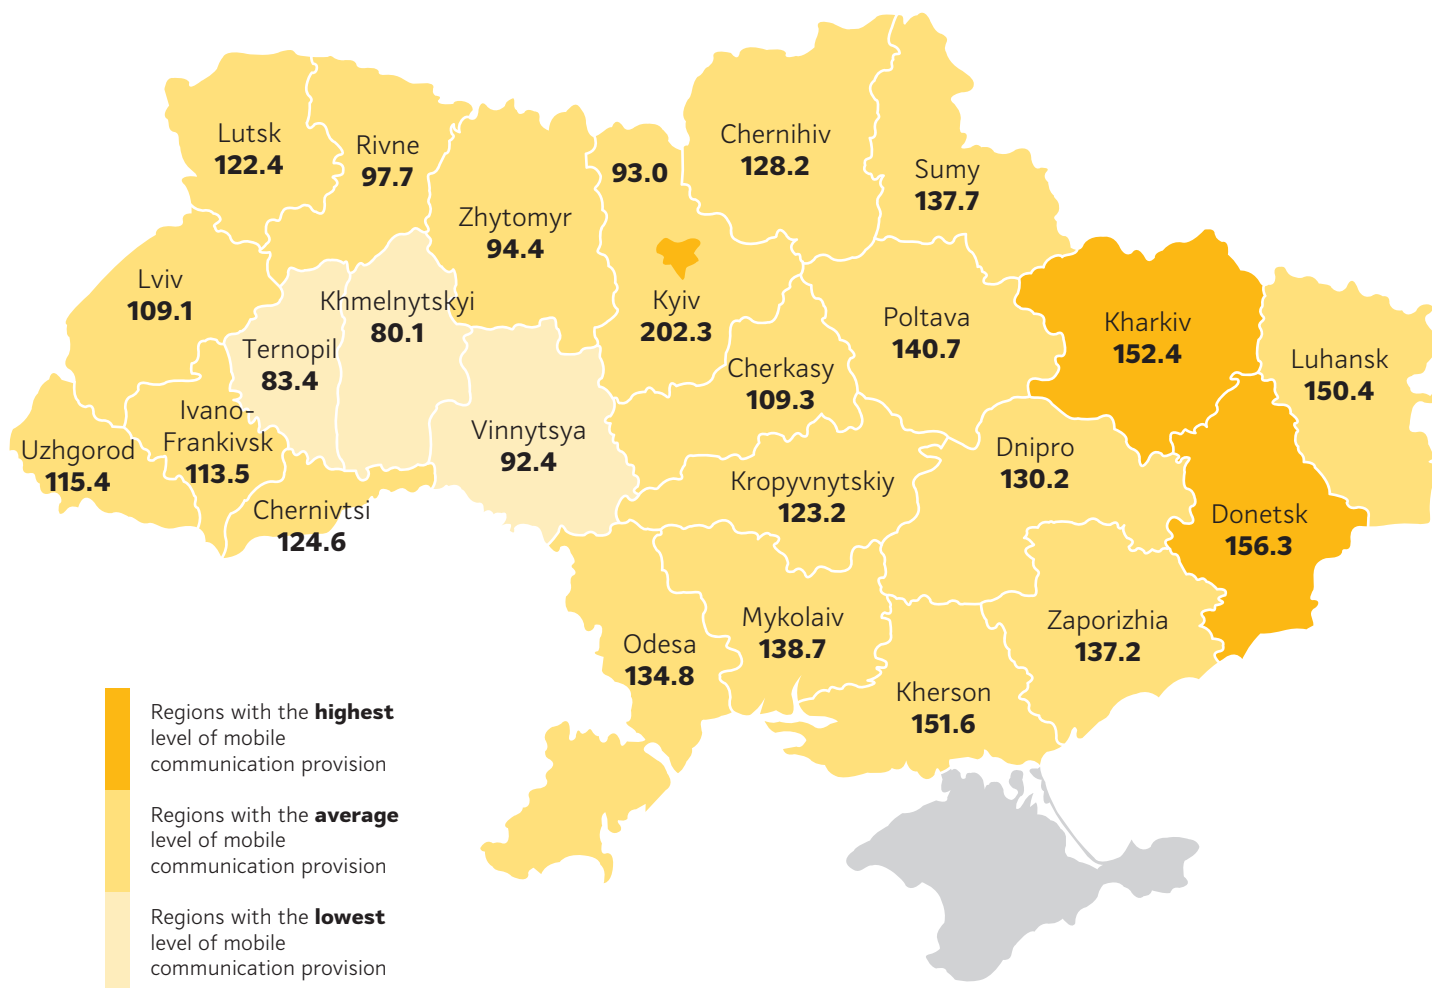 Lutsk
122.4
Rivne
97.7
Zhytomyr
94.4
93.0
Chernihiv
128.2
Sumy
137.7
Lviv
109.1
Khmelnytskyi
80.1
Ternopil
83.4
Kyiv
202.3
Poltava
140.7
Kharkiv
152.4
Luhansk
150.4
Cherkasy
109.3
Ivano-
Frankivsk
113.5
Uzhgorod
115.4
Vinnytsya
92.4
Chernivtsi
124.6
Kropyvnytskiy
123.2
Dnipro
130.2
Donetsk
156.3
Odesa
134.8
Mykolaiv
138.7
Kherson
151.6
Zaporizhia
137.2
Regions with the highest
level of mobile
communication provision
Regions with the average
level of mobile
communication provision
Regions with the lowest
level of mobile
communication provision